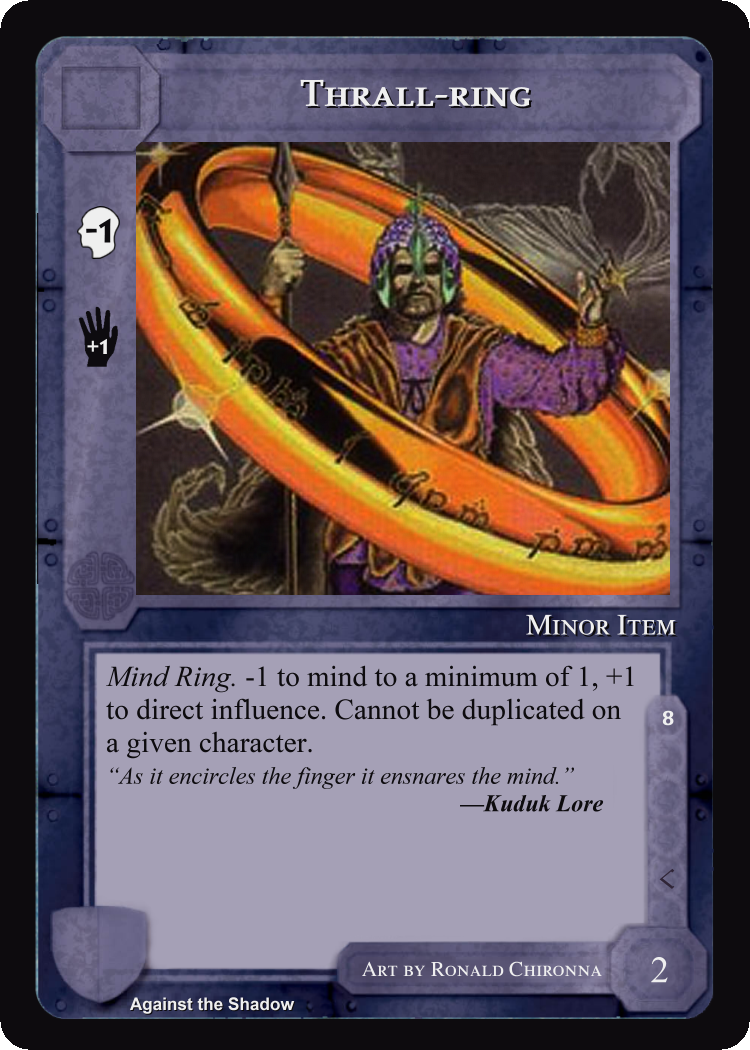 Thrall-ring
-1
+1
Minor Item
Mind Ring. -1 to mind to a minimum of 1, +1
to direct influence. Cannot be duplicated on
a given character.
“As it encircles the finger it ensnares the mind.”
—Kuduk Lore
8
<
Art by Ronald Chironna
2
Against the Shadow